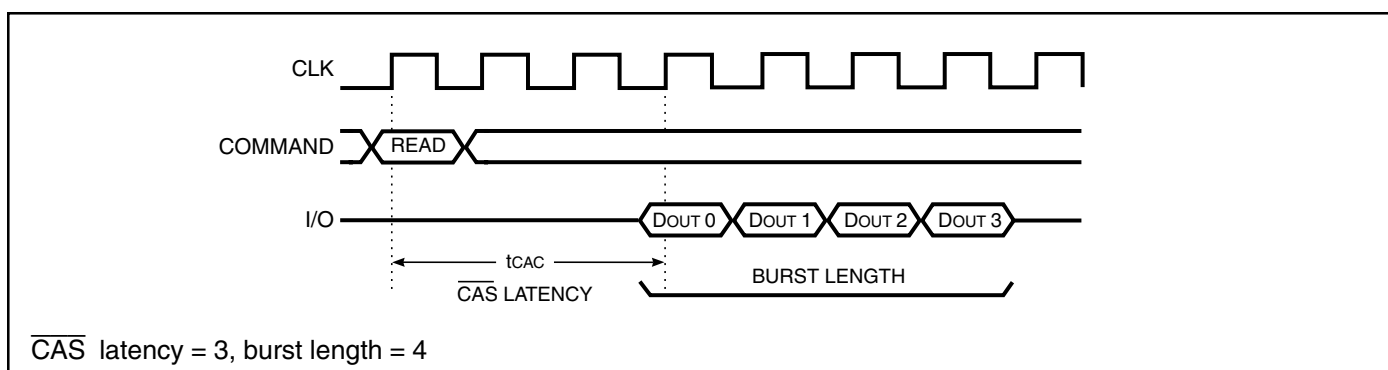 CLK
COMMAND
READ
I/O
DOUT 0
DOUT 1
DOUT 2
DOUT 3
tCAC
CAS LATENCY
BURST LENGTH
CAS latency = 3, burst length = 4